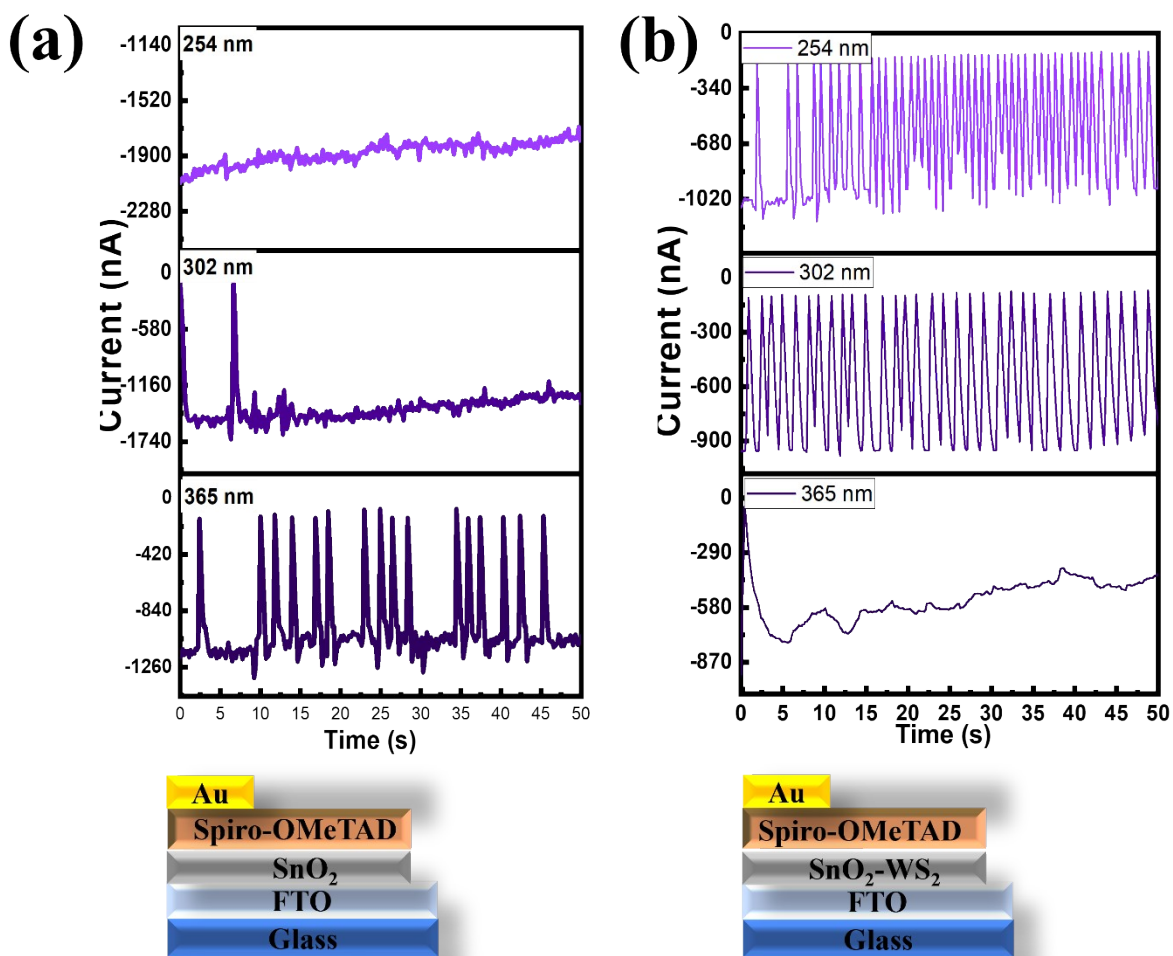 (a)
254 nm
-1140
-1520
-1900
-2280
302 nm
0
-580
-1160
-1740
365 nm
0
-420
-840
-1260
Current (nA)
0 5 10 15 20 25 30 35 40 45 50
Time (s)
Au
Spiro-OMeTAD
SnO₂
FTO
Glass
(b)
254 nm
0
-340
-680
-1020
302 nm
0
-300
-600
-900
365 nm
0
-290
-580
-870
Current (nA)
0 5 10 15 20 25 30 35 40 45 50
Time (s)
Au
Spiro-OMeTAD
SnO₂-WS₂
FTO
Glass